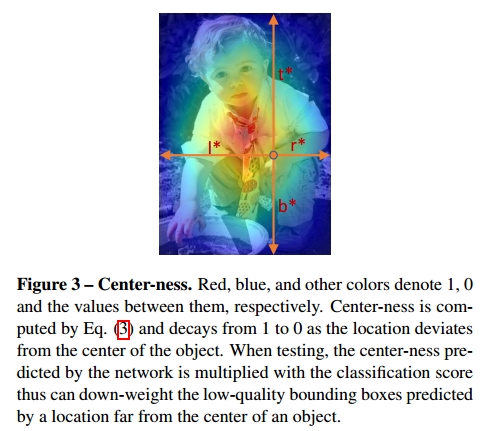 t*
l*
r*
b*
Figure 3 – Center-ness. Red, blue, and other colors denote 1, 0
and the values between them, respectively. Center-ness is com-
puted by Eq. (3) and decays from 1 to 0 as the location deviates
from the center of the object. When testing, the center-ness pre-
dicted by the network is multiplied with the classification score
thus can down-weight the low-quality bounding boxes predicted
by a location far from the center of an object.